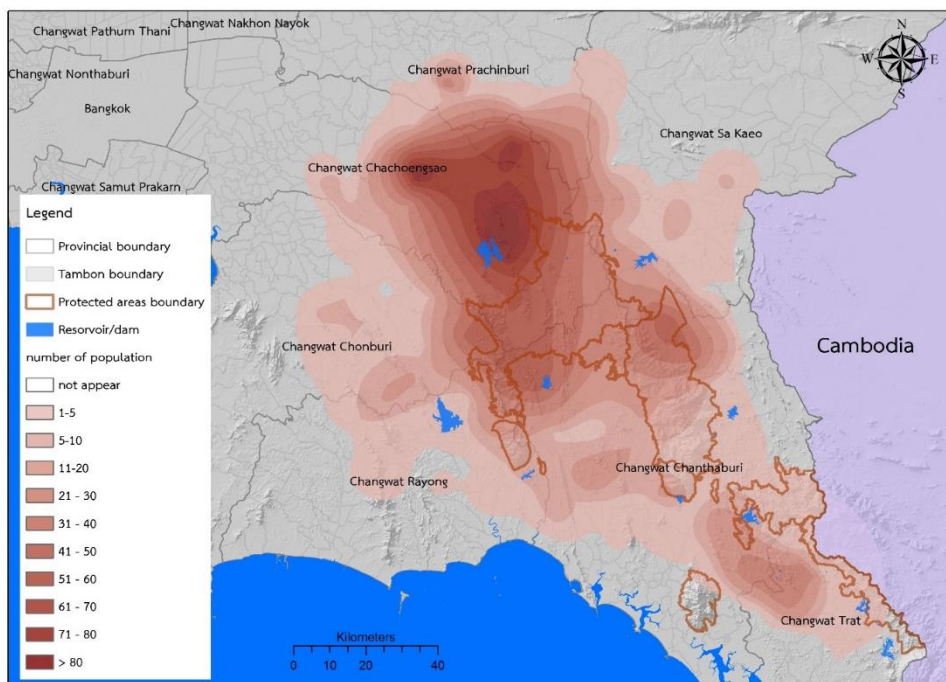 Changwat Nakhon Nayok
Changwat Pathum Thani
Changwat Nonthaburi
Bangkok
Changwat Samut Prakarn
Changwat Prachinburi
Changwat Sa Kaeo
Changwat Chachoengsao
Changwat Chonburi
Changwat Rayong
Changwat Chanthaburi
Changwat Trat
Cambodia
N
W E
S
Legend
Provincial boundary
Tambon boundary
Protected areas boundary
Reservoir/dam
number of population
not appear
1-5
5-10
11-20
21 - 30
31 - 40
41 - 50
51 - 60
61 - 70
71 - 80
> 80
Kilometers
0 10 20 40